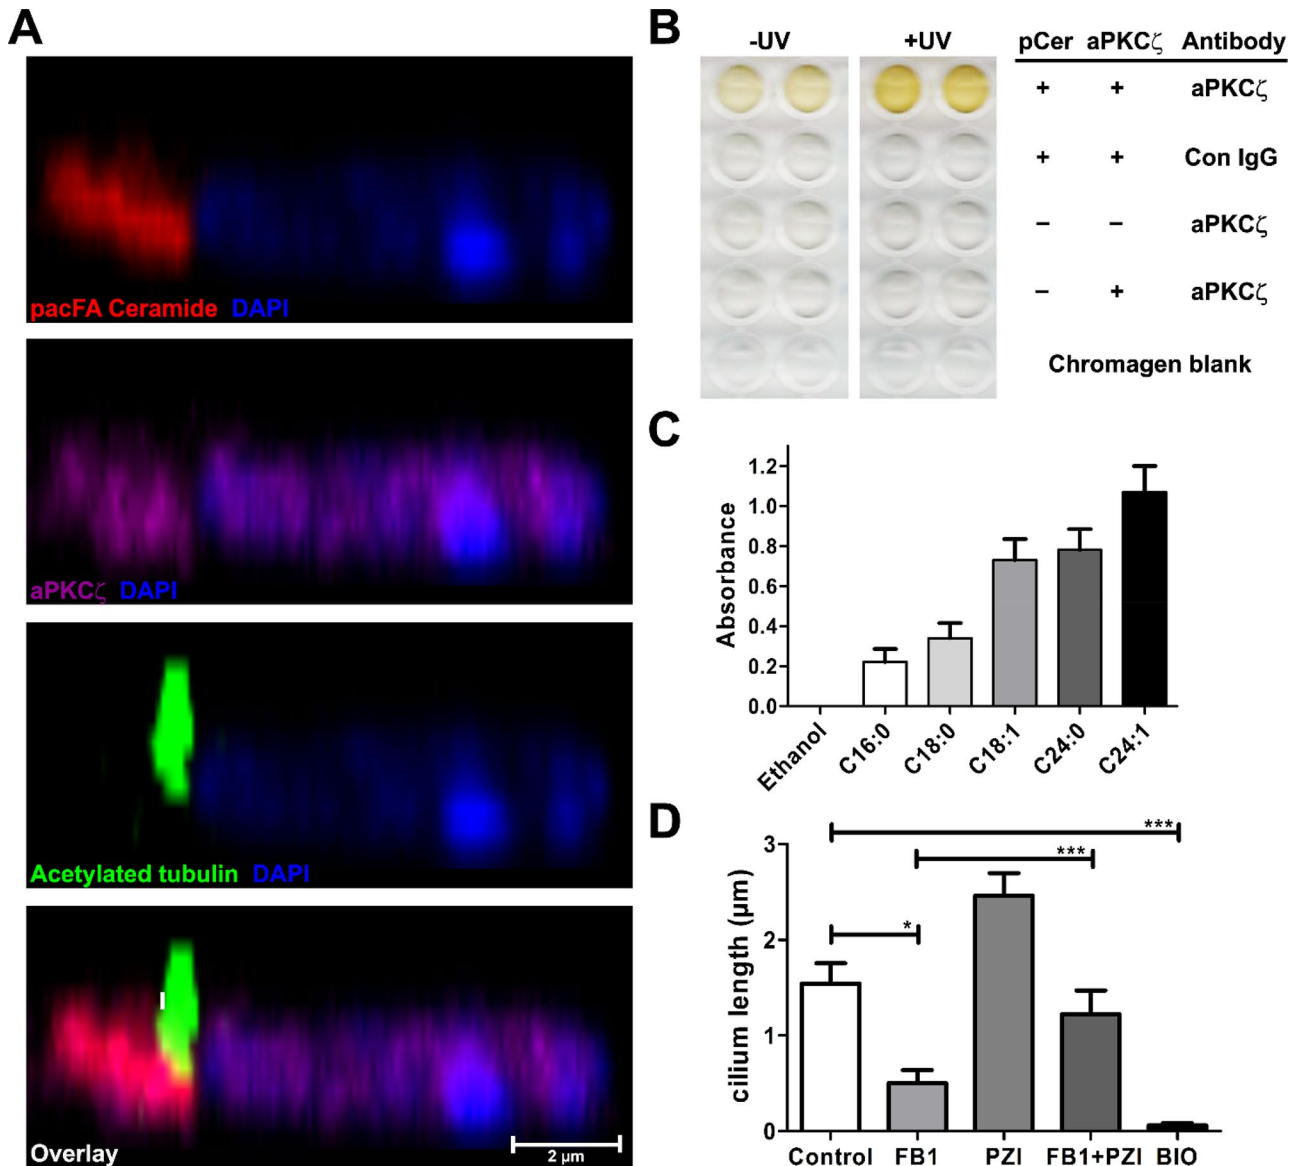 A
pacFA Ceramide DAPI
aPKCζ DAPI
Acetylated tubulin DAPI
Overlay
2 µm
B
-UV +UV pCer aPKCζ Antibody
+ + aPKCζ
+ + Con IgG
– – aPKCζ
– + aPKCζ
Chromagen blank
C
Absorbance
1.2
1.0
0.8
0.6
0.4
0.2
0.0
Ethanol C16:0 C18:0 C18:1 C24:0 C24:1
D
cilium length (µm)
3
2
1
0
***
***
*
Control FB1 PZI FB1+PZI BIO